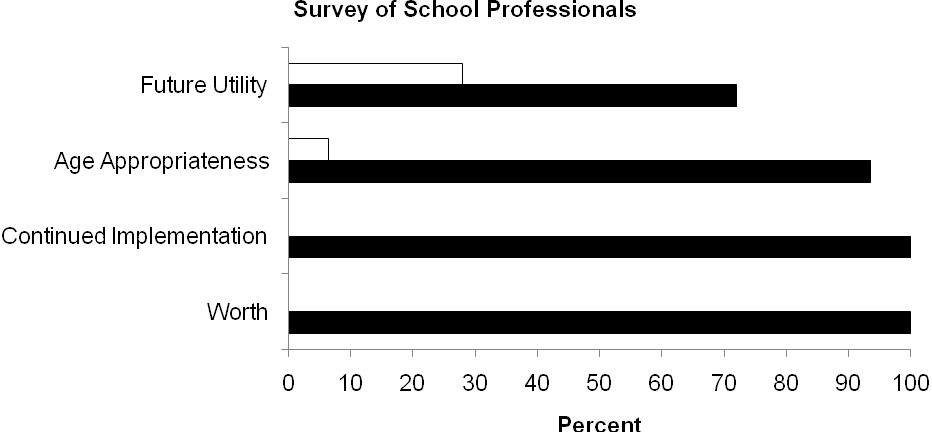 Survey of School Professionals
Future Utility
Age Appropriateness
Continued Implementation
Worth
0 10 20 30 40 50 60 70 80 90 100
Percent